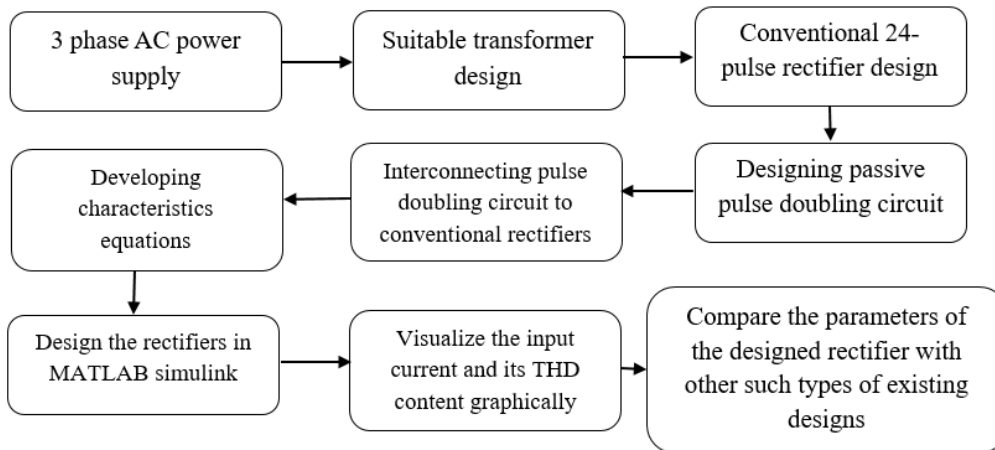 3 phase AC power
supply
Suitable transformer
design
Conventional 24-
pulse rectifier design
Designing passive
pulse doubling circuit
Interconnecting pulse
doubling circuit to
conventional rectifiers
Developing
characteristics
equations
Design the rectifiers in
MATLAB simulink
Visualize the input
current and its THD
content graphically
Compare the parameters of
the designed rectifier with
other such types of existing
designs